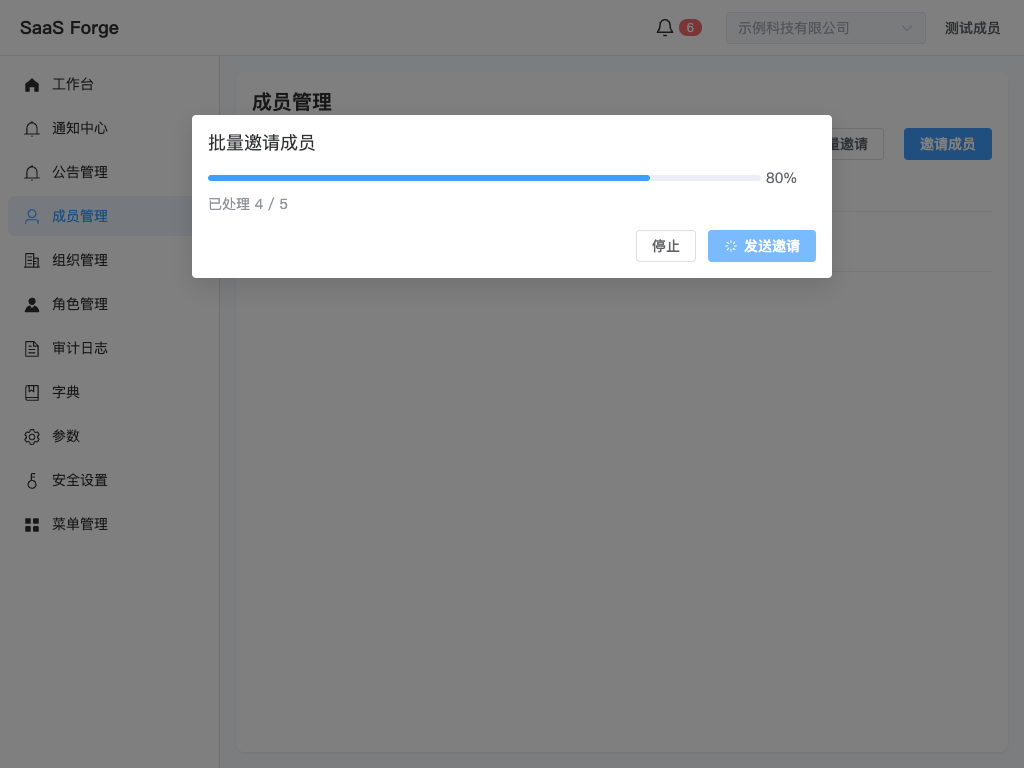 SaaS Forge
6
示例科技有限公司
测试成员
工作台
通知中心
公告管理
成员管理
组织管理
角色管理
审计日志
字典
参数
安全设置
菜单管理
成员管理
量邀请
邀请成员
批量邀请成员
80%
已处理 4 / 5
停止
发送邀请